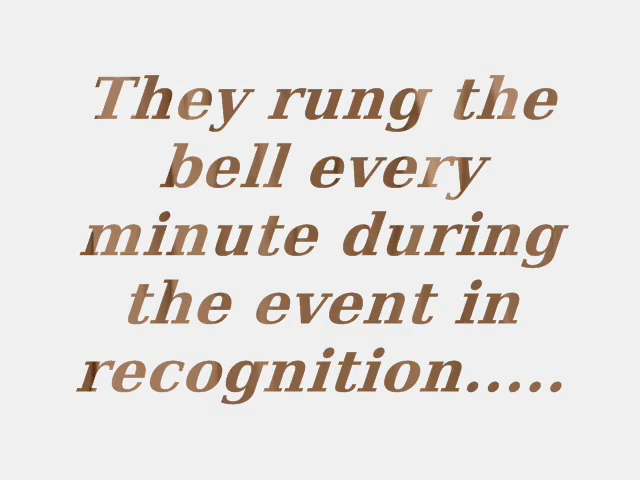 They rung the
bell every
minute during
the event in
recognition.....